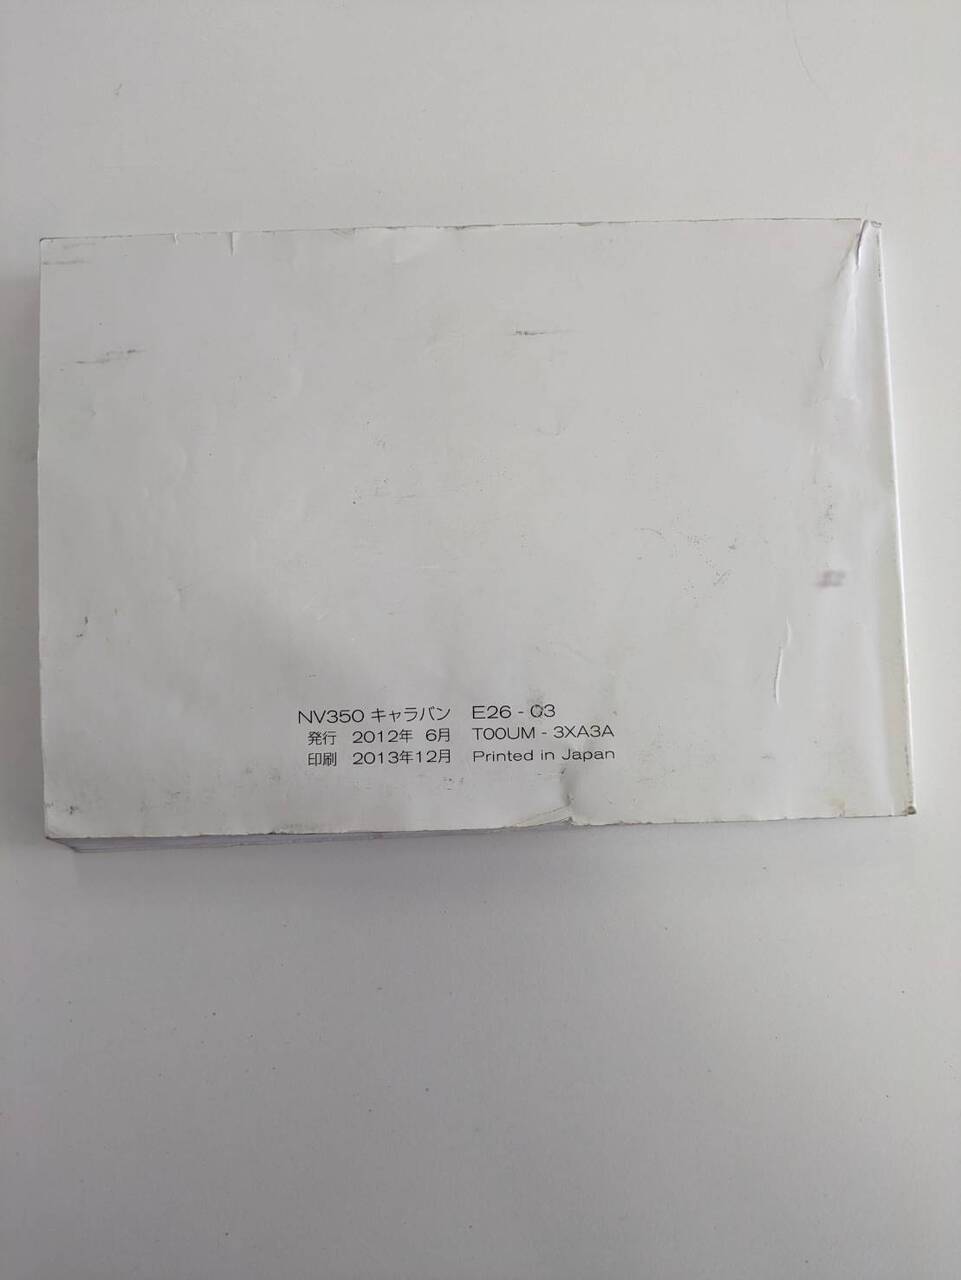 NV350 キャラバン E26 - 03
発行 2012年 6月 T00UM - 3XA3A
印刷 2013年12月 Printed in Japan